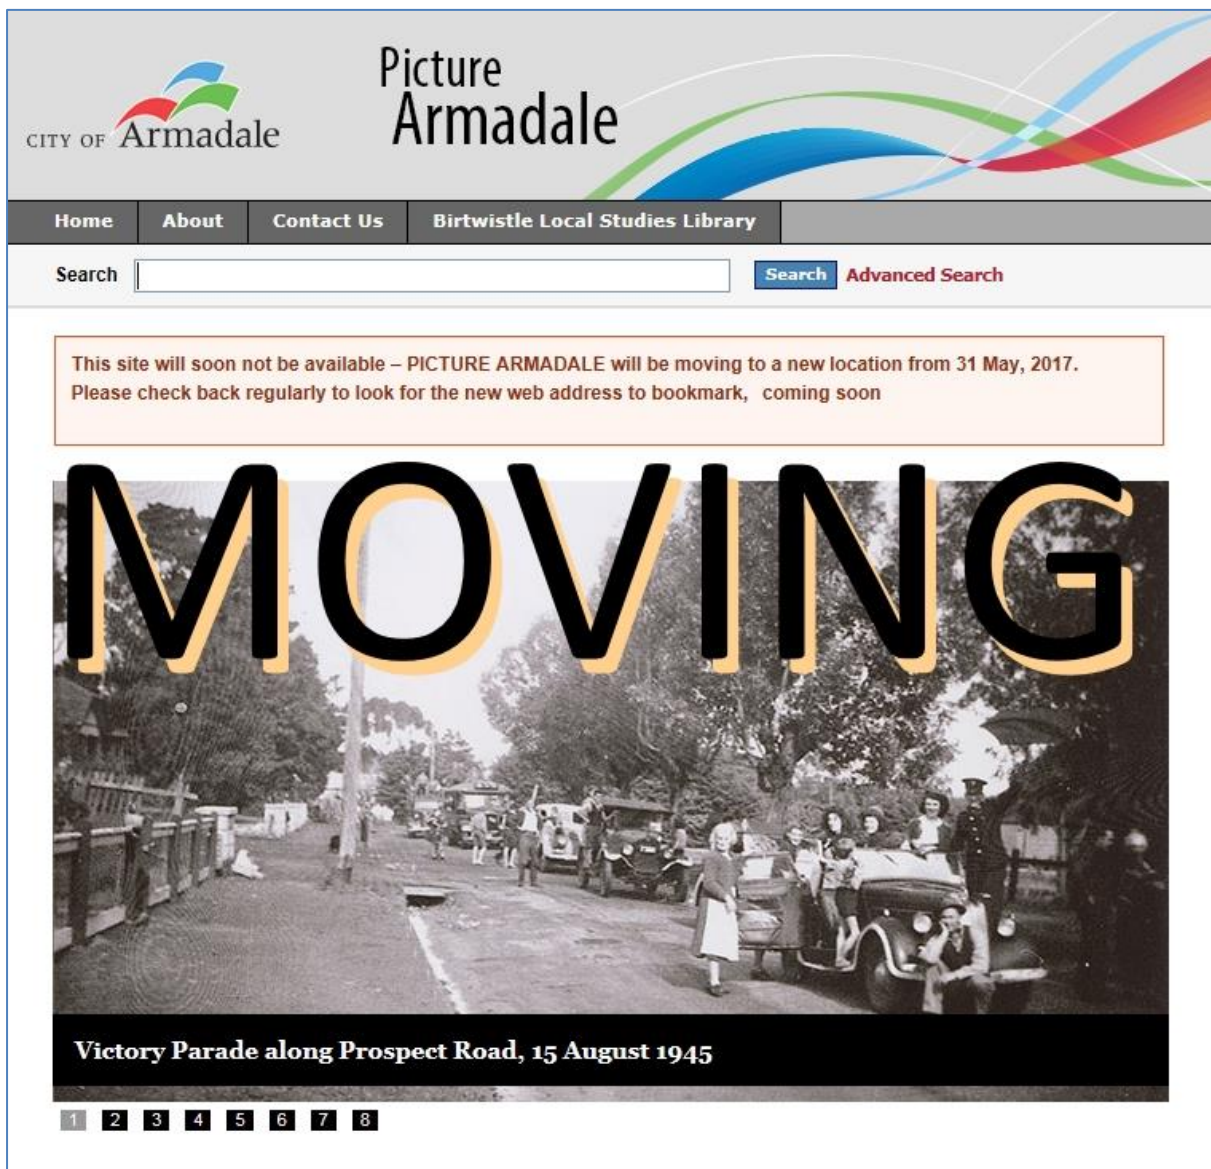 CITY OF Armadale
Picture
Armadale
Home About Contact Us Birtwistle Local Studies Library
Search Search Advanced Search
This site will soon not be available – PICTURE ARMADALE will be moving to a new location from 31 May, 2017.
Please check back regularly to look for the new web address to bookmark, coming soon
MOVING
Victory Parade along Prospect Road, 15 August 1945
1 2 3 4 5 6 7 8